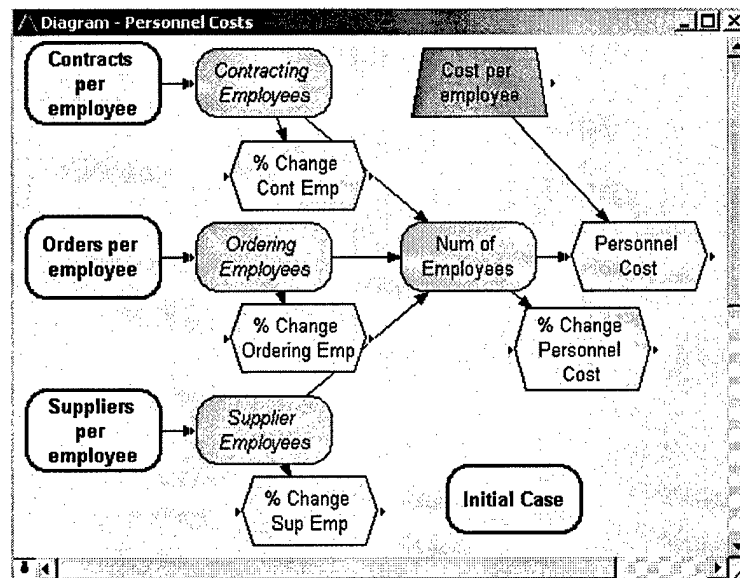 Diagram - Personnel Costs
Contracts
per
employee
Contracting
Employees
Cost per
employee
% Change
Cont Emp
Orders per
employee
Ordering
Employees
Num of
Employees
Personnel
Cost
% Change
Ordering Emp
% Change
Personnel
Cost
Suppliers
per
employee
Supplier
Employees
% Change
Sup Emp
Initial Case